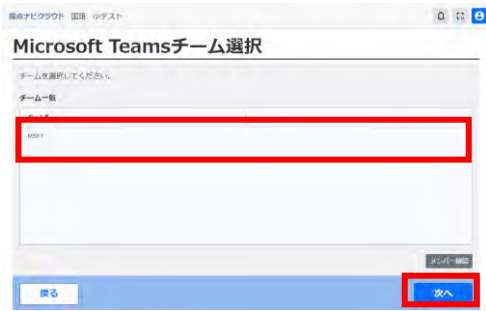 採点ナビクラウド 国語 小テスト
Microsoft Teamsチーム選択
チームを選択してください。
チーム一覧
メンバー確認
戻る
次へ